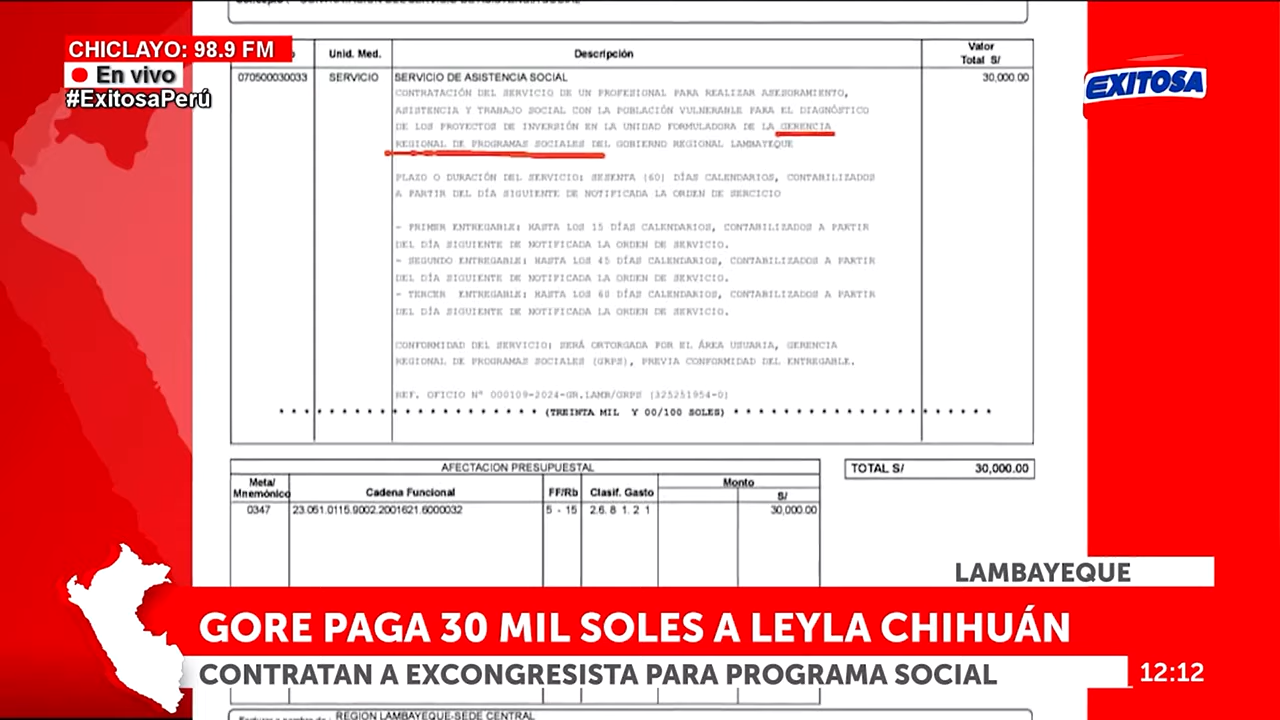 CONTRATACIÓN DEL SERVICIO DE ASISTENCIA SOCIAL
CHICLAYO: 98.9 FM
En vivo
#ExitosaPerú
EXITOSA
Unid. Med.
Descripción
Valor
Total S/
070500030033
SERVICIO
SERVICIO DE ASISTENCIA SOCIAL
30,000.00
CONTRATACIÓN DEL SERVICIO DE UN PROFESIONAL PARA REALIZAR ASESORAMIENTO,
ASISTENCIA Y TRABAJO SOCIAL CON LA POBLACIÓN VULNERABLE PARA EL DIAGNÓSTICO
DE LOS PROYECTOS DE INVERSIÓN EN LA UNIDAD FORMULADORA DE LA GERENCIA
REGIONAL DE PROGRAMAS SOCIALES DEL GOBIERNO REGIONAL LAMBAYEQUE
PLAZO O DURACIÓN DEL SERVICIO: SESENTA (60) DÍAS CALENDARIOS, CONTABILIZADOS
A PARTIR DEL DÍA SIGUIENTE DE NOTIFICADA LA ORDEN DE SERCICIO
- PRIMER ENTREGABLE: HASTA LOS 15 DÍAS CALENDARIOS, CONTABILIZADOS A PARTIR
DEL DÍA SIGUIENTE DE NOTIFICADA LA ORDEN DE SERVICIO.
- SEGUNDO ENTREGABLE: HASTA LOS 45 DÍAS CALENDARIOS, CONTABILIZADOS A PARTIR
DEL DÍA SIGUIENTE DE NOTIFICADA LA ORDEN DE SERVICIO.
- TERCER ENTREGABLE: HASTA LOS 60 DÍAS CALENDARIOS, CONTABILIZADOS A PARTIR
DEL DÍA SIGUIENTE DE NOTIFICADA LA ORDEN DE SERVICIO.
CONFORMIDAD DEL SERVICIO: SERÁ ORTORGADA POR EL ÁREA USUARIA, GERENCIA
REGIONAL DE PROGRAMAS SOCIALES (GRPS), PREVIA CONFORMIDAD DEL ENTREGABLE.
REF. OFICIO Nº 000109-2024-GR.LAMB/GRPS (325251954-0)
* * * * * * * * * * * * * * * * * * (TREINTA MIL Y 00/100 SOLES) * * * * * * * * * * * * * * * * * *
AFECTACION PRESUPUESTAL
TOTAL S/ 30,000.00
Meta/
Mnemónico
Cadena Funcional
FF/Rb
Clasif. Gasto
Monto
S/
0347
23.051.0115.9002.2001621.6000032
5 - 15
2.6. 8 1. 2 1
30,000.00
LAMBAYEQUE
GORE PAGA 30 MIL SOLES A LEYLA CHIHUÁN
CONTRATAN A EXCONGRESISTA PARA PROGRAMA SOCIAL
12:12
REGION LAMBAYEQUE-SEDE CENTRAL